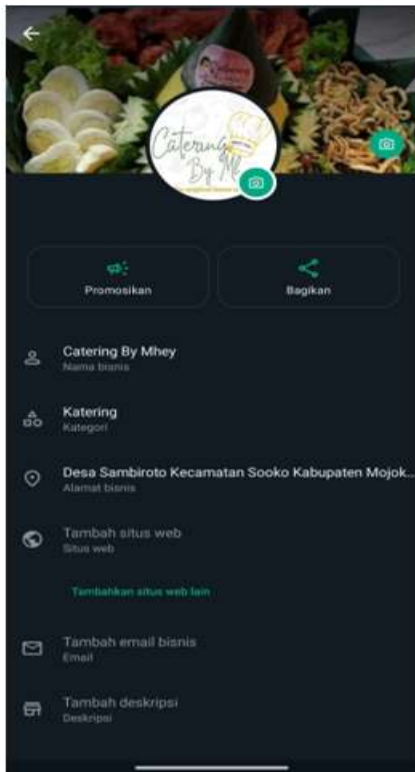 Catering
By Mh
Promosikan
Bagikan
Catering By Mhey
Nama bisnis
Katering
Kategori
Desa Sambiroto Kecamatan Sooko Kabupaten Mojok...
Alamat bisnis
Tambah situs web
Situs web
Tambahkan situs web lain
Tambah email bisnis
Email
Tambah deskripsi
Deskripsi